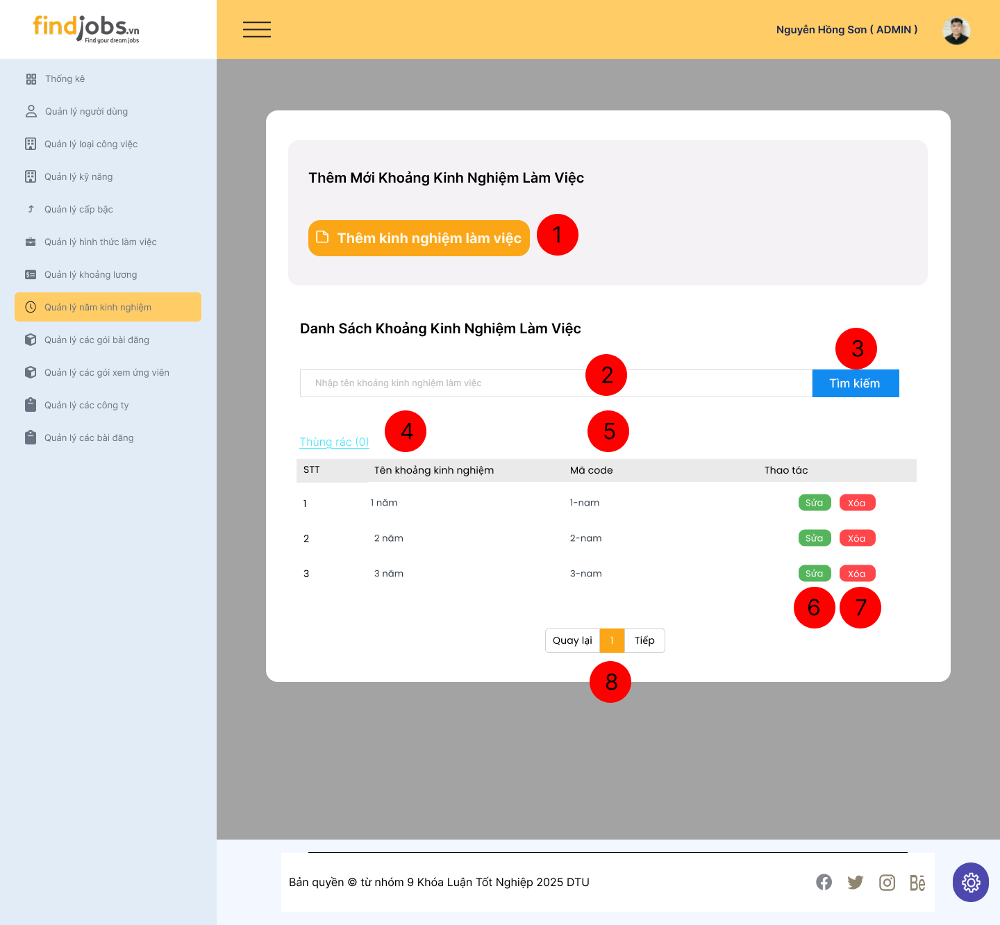 findjobs.vn
Find your dream jobs
Nguyễn Hồng Sơn ( ADMIN )
Thống kê
Quản lý người dùng
Quản lý loại công việc
Quản lý kỹ năng
Quản lý cấp bậc
Quản lý hình thức làm việc
Quản lý khoảng lương
Quản lý năm kinh nghiệm
Quản lý các gói bài đăng
Quản lý các gói xem ứng viên
Quản lý các công ty
Quản lý các bài đăng
Thêm Mới Khoảng Kinh Nghiệm Làm Việc
Thêm kinh nghiệm làm việc 1
Danh Sách Khoảng Kinh Nghiệm Làm Việc
3
Nhập tên khoảng kinh nghiệm làm việc 2 Tìm kiếm
Thùng rác (0) 4 5
STT Tên khoảng kinh nghiệm Mã code Thao tác
1 1 năm 1-nam Sửa Xóa
2 2 năm 2-nam Sửa Xóa
3 3 năm 3-nam Sửa Xóa
6 7
Quay lại 1 Tiếp
8
Bản quyền © từ nhóm 9 Khóa Luận Tốt Nghiệp 2025 DTU